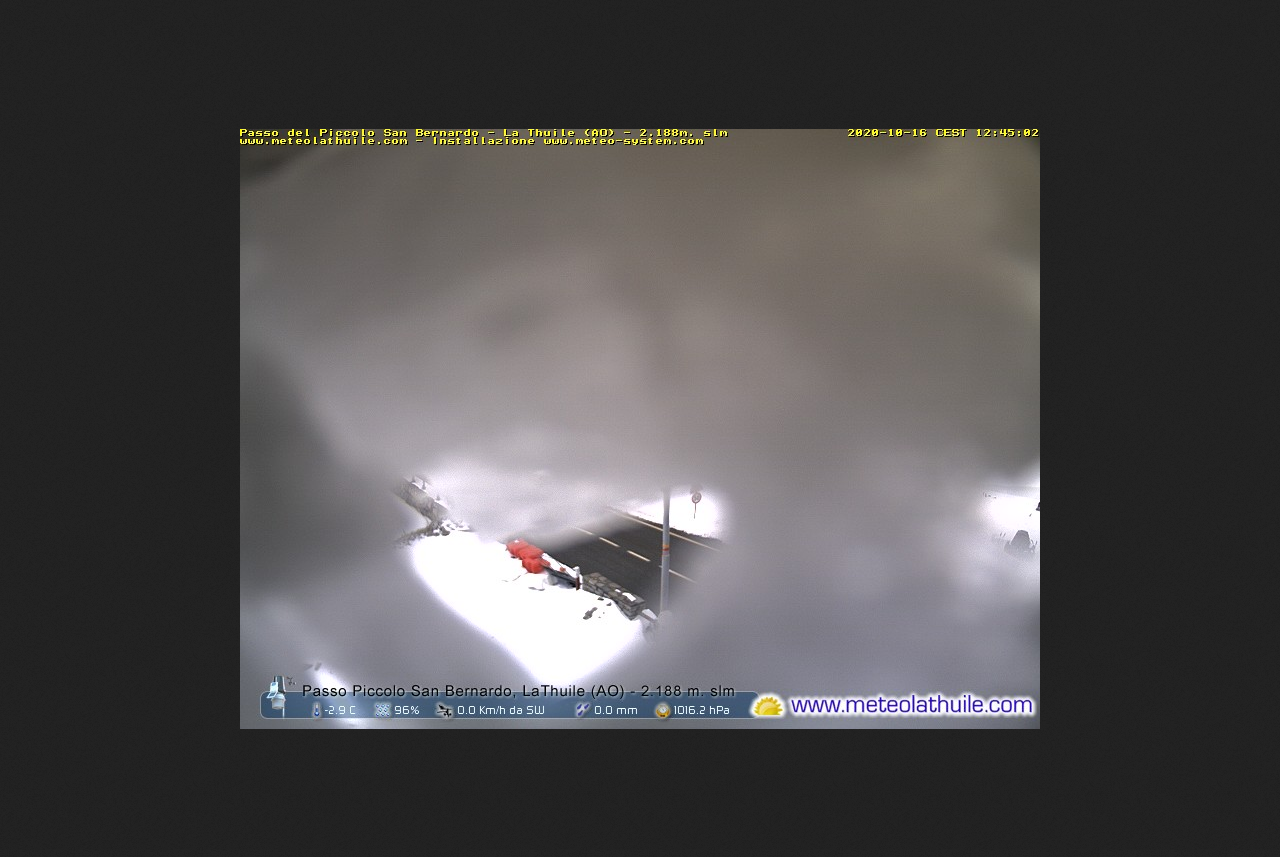 Passo del Piccolo San Bernardo - La Thuile (AO) - 2.188m. slm 2020-10-16 CEST 12:45:02
www.meteolathuile.com - Installazione www.meteo-system.com
Passo Piccolo San Bernardo, LaThuile (AO) - 2.188 m. slm
-2.9 C 96% 0.0 Km/h da SW 0.0 mm 1016.2 hPa www.meteolathuile.com